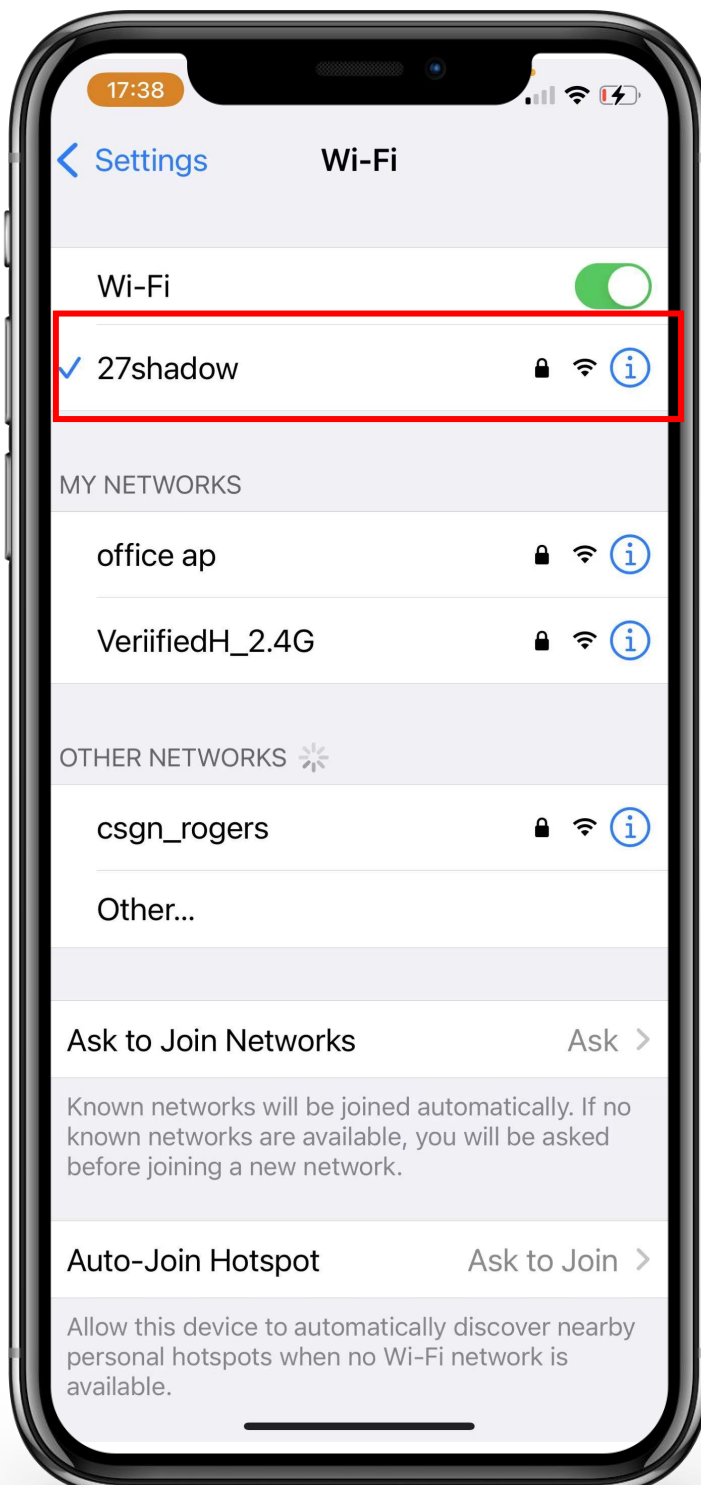 17:38
Settings
Wi-Fi
Wi-Fi
27shadow
MY NETWORKS
office ap
VeriifiedH_2.4G
OTHER NETWORKS
csgn_rogers
Other...
Ask to Join Networks Ask
Known networks will be joined automatically. If no
known networks are available, you will be asked
before joining a new network.
Auto-Join Hotspot Ask to Join
Allow this device to automatically discover nearby
personal hotspots when no Wi-Fi network is
available.